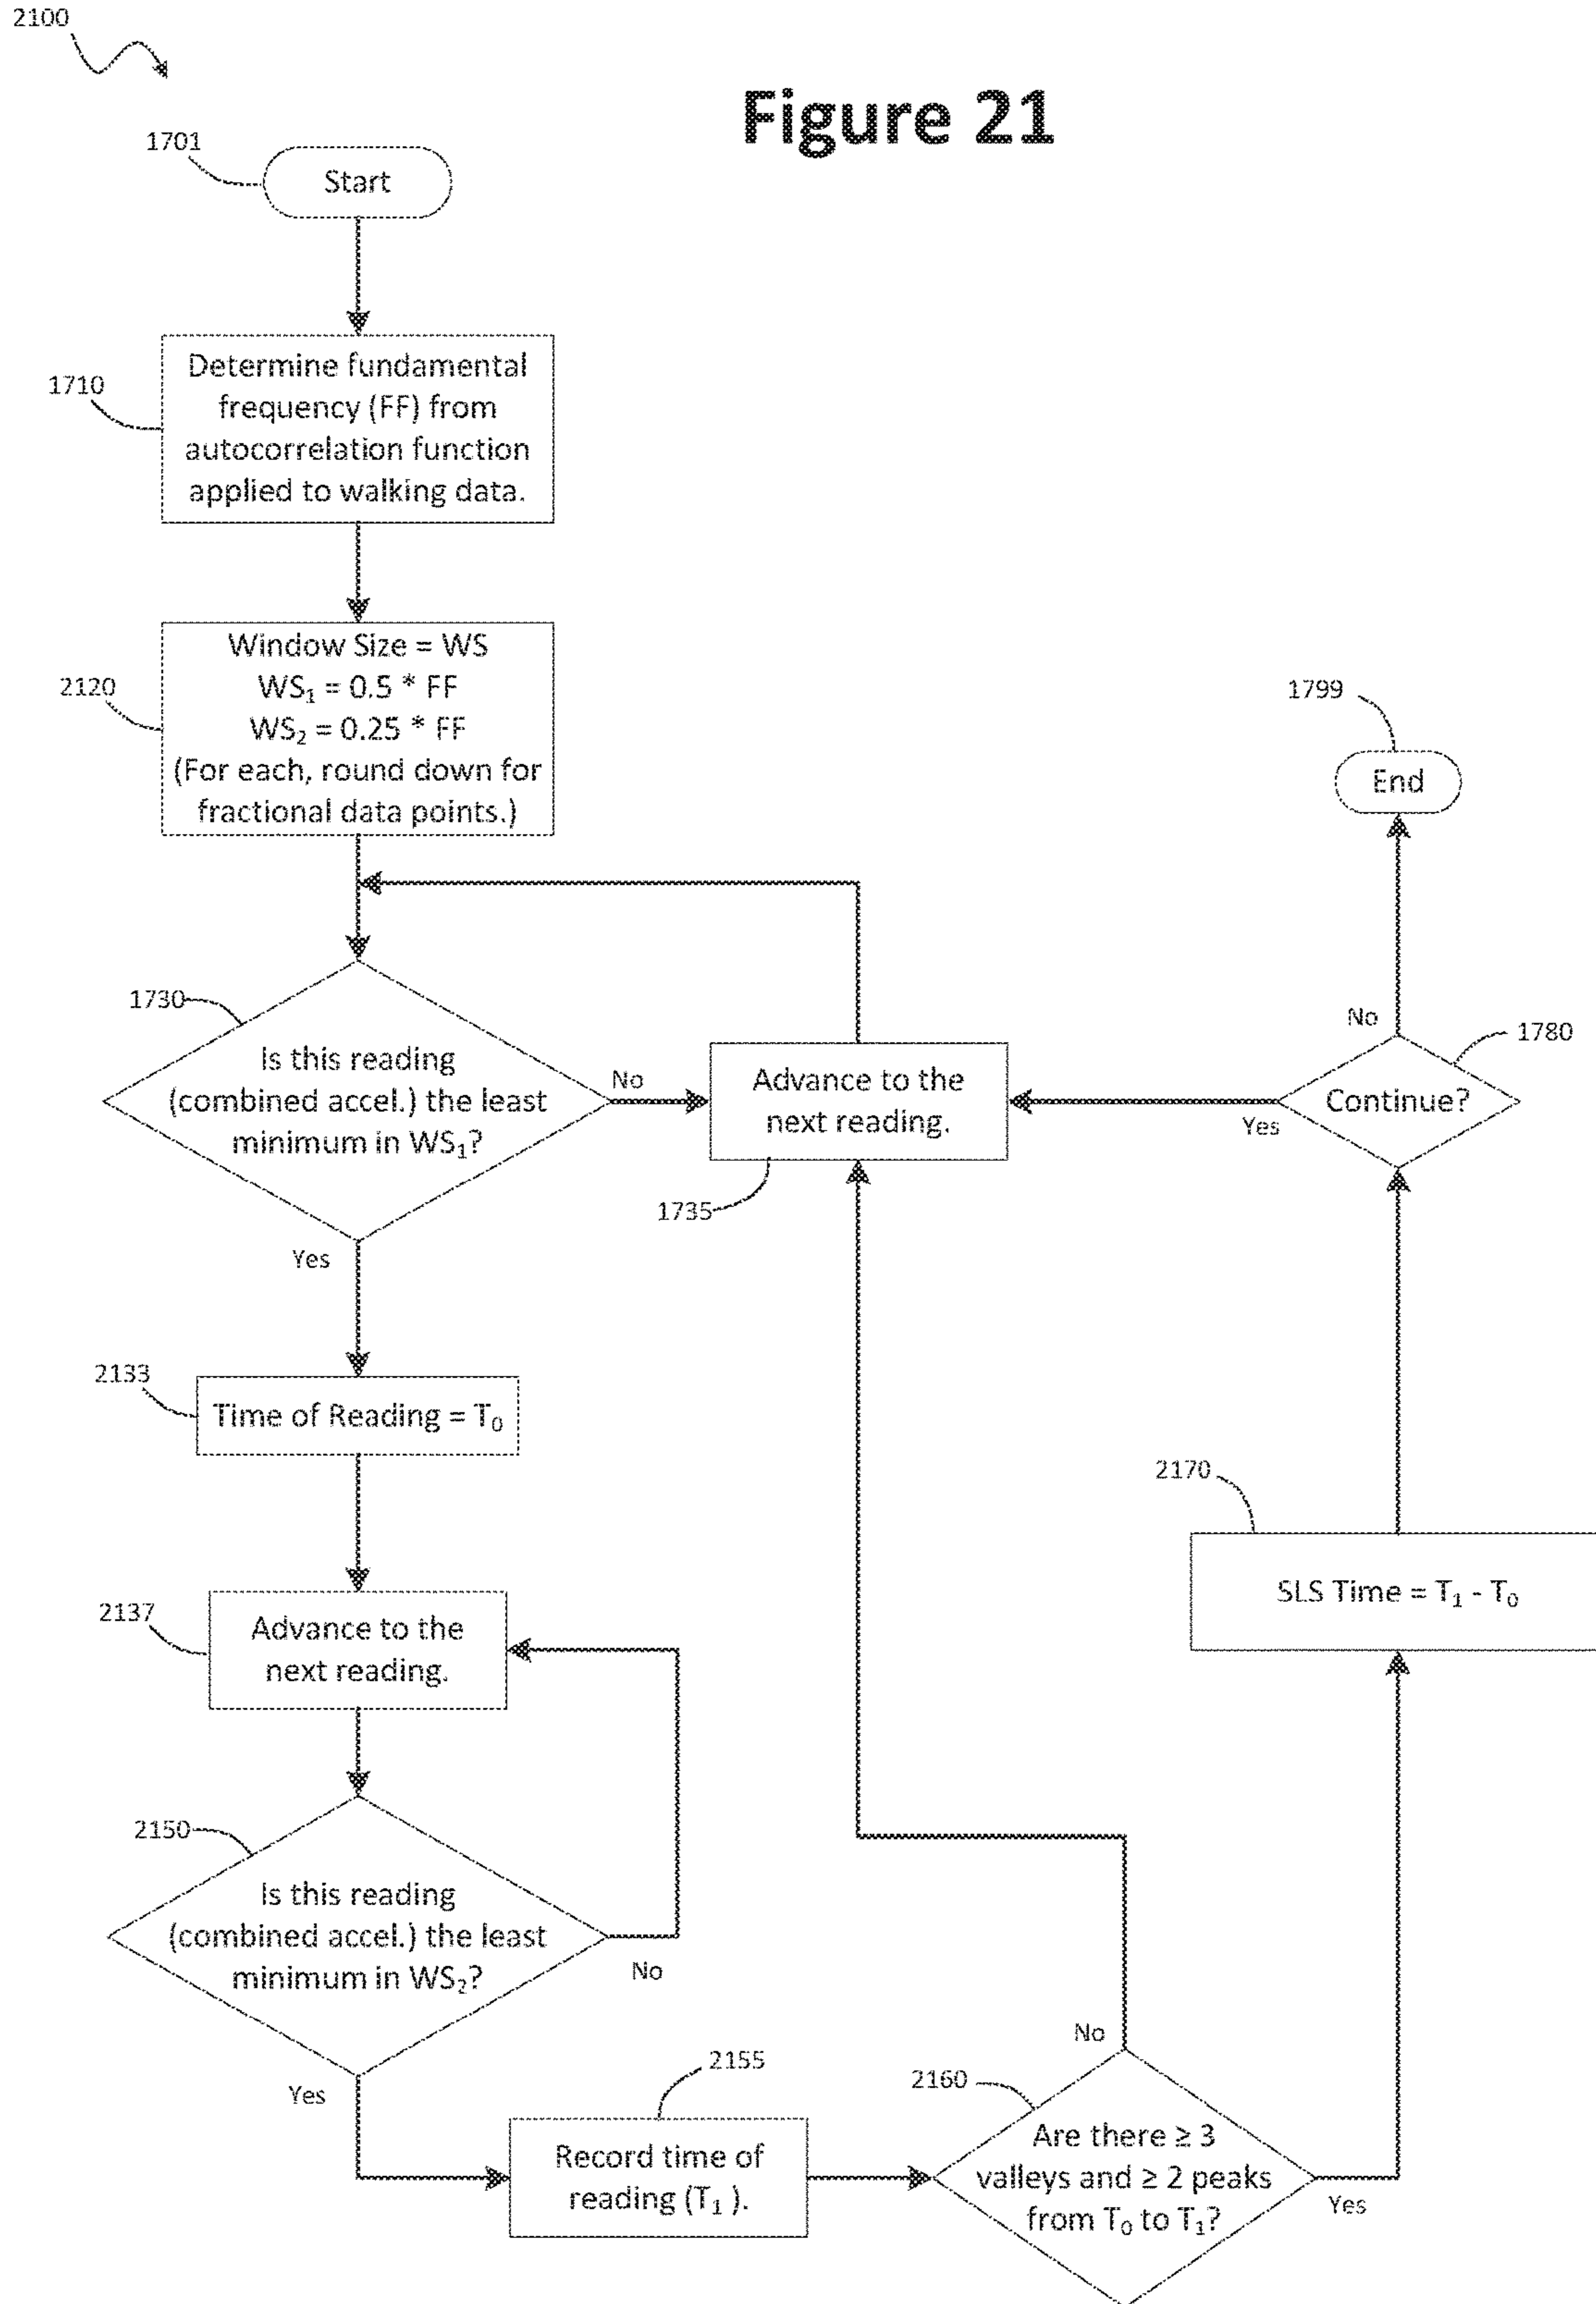 2100
Figure 21
1701
Start
1710
Determine fundamental
frequency (FF) from
autocorrelation function
applied to walking data.
2120
Window Size = WS
WS₁ = 0.5 * FF
WS₂ = 0.25 * FF
(For each, round down for
fractional data points.)
1799
End
1730
Is this reading
(combined accel.) the least
minimum in WS₁?
No
Yes
Advance to the
next reading.
1735
No
1780
Continue?
Yes
2133
Time of Reading = T₀
2137
Advance to the
next reading.
2170
SLS Time = T₁ - T₀
2150
Is this reading
(combined accel.) the least
minimum in WS₂?
No
Yes
2155
Record time of
reading (T₁ ).
No
2160
Are there ≥ 3
valleys and ≥ 2 peaks
from T₀ to T₁?
Yes